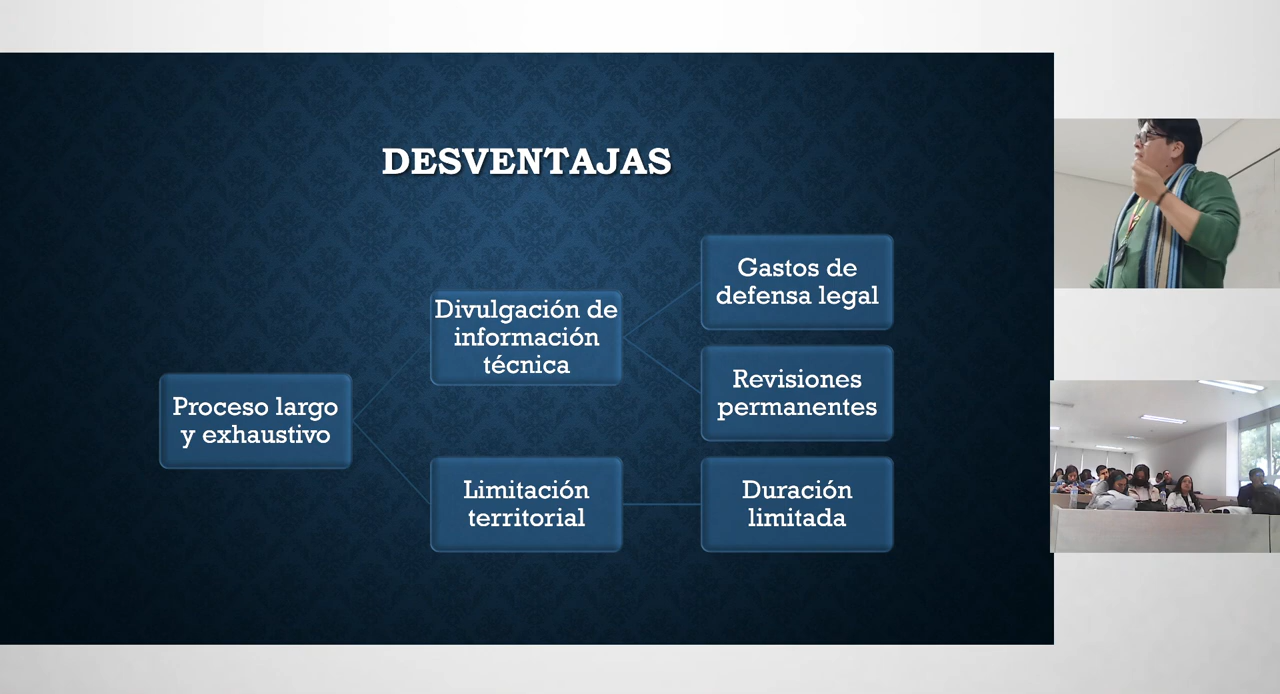 DESVENTAJAS
Proceso largo
y exhaustivo
Divulgación de
información
técnica
Limitación
territorial
Gastos de
defensa legal
Revisiones
permanentes
Duración
limitada